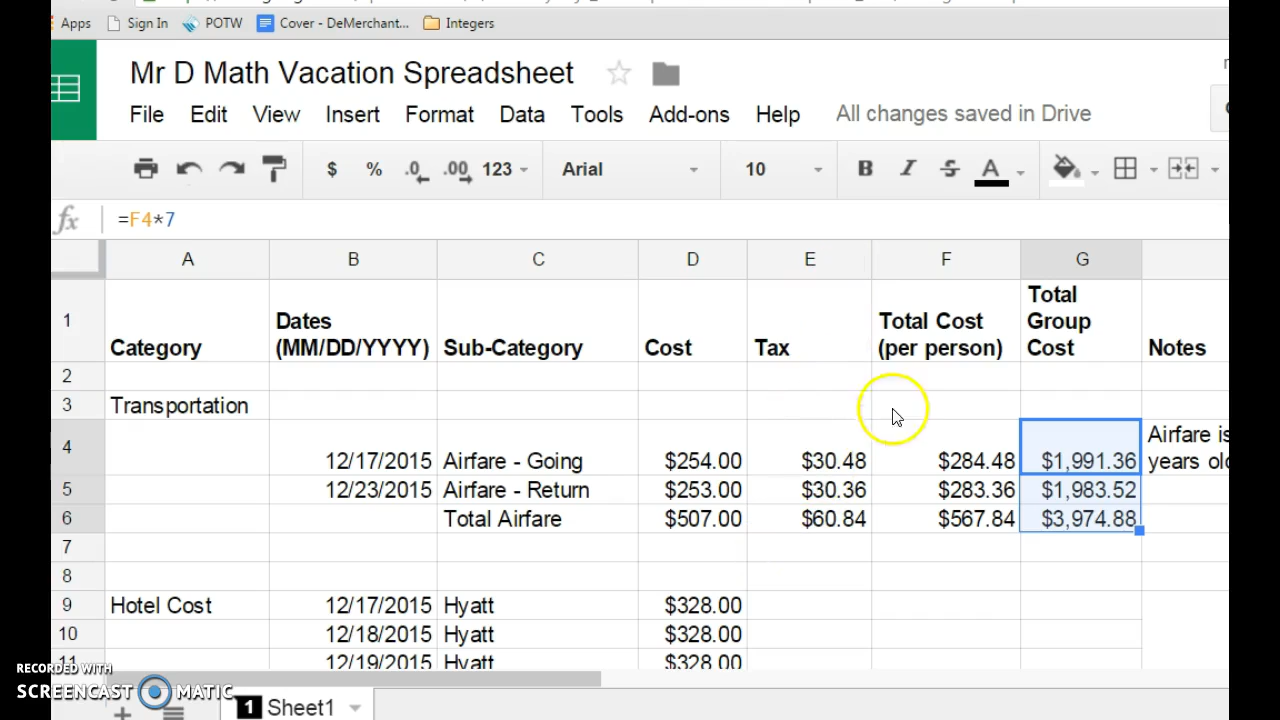 Apps Sign In POTW Cover - DeMerchant... Integers
Mr D Math Vacation Spreadsheet
File Edit View Insert Format Data Tools Add-ons Help All changes saved in Drive
$ % .0 .00 123 Arial 10 B I S A
fx =F4*7
A B C D E F G
1 Category Dates (MM/DD/YYYY) Sub-Category Cost Tax Total Cost (per person) Total Group Cost Notes
2
3 Transportation
4 12/17/2015 Airfare - Going $254.00 $30.48 $284.48 $1,991.36 Airfare is years
5 12/23/2015 Airfare - Return $253.00 $30.36 $283.36 $1,983.52
6 Total Airfare $507.00 $60.84 $567.84 $3,974.88
7
8
9 Hotel Cost 12/17/2015 Hyatt $328.00
10 12/18/2015 Hyatt $328.00
11 12/19/2015 Hyatt $328.00
RECORDED WITH
SCREENCAST MATIC
1 Sheet1